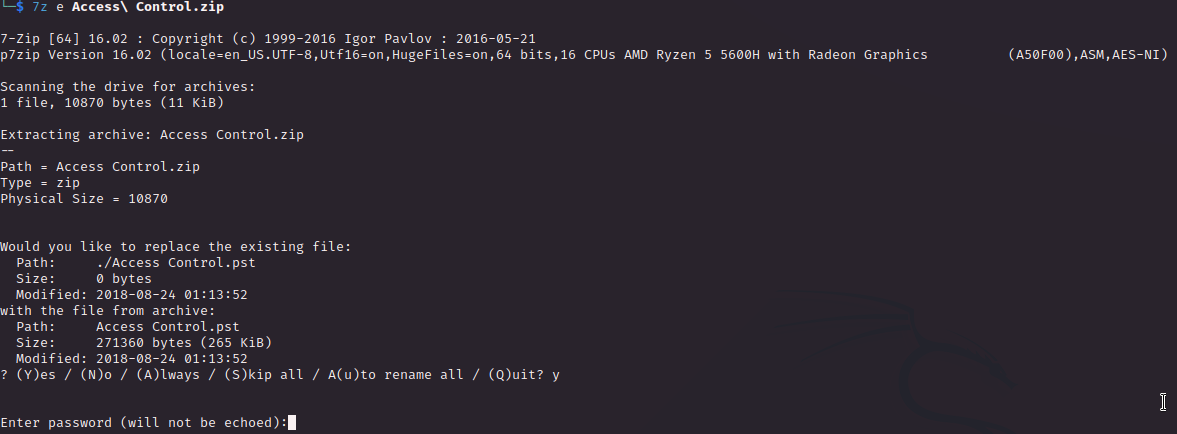 └─$ 7z e Access\ Control.zip
7-Zip [64] 16.02 : Copyright (c) 1999-2016 Igor Pavlov : 2016-05-21
p7zip Version 16.02 (locale=en_US.UTF-8,Utf16=on,HugeFiles=on,64 bits,16 CPUs AMD Ryzen 5 5600H with Radeon Graphics          (A50F00),ASM,AES-NI)
Scanning the drive for archives:
1 file, 10870 bytes (11 KiB)
Extracting archive: Access Control.zip
--
Path = Access Control.zip
Type = zip
Physical Size = 10870
Would you like to replace the existing file:
  Path:     ./Access Control.pst
  Size:     0 bytes
  Modified: 2018-08-24 01:13:52
with the file from archive:
  Path:     Access Control.pst
  Size:     271360 bytes (265 KiB)
  Modified: 2018-08-24 01:13:52
? (Y)es / (N)o / (A)lways / (S)kip all / A(u)to rename all / (Q)uit? y
Enter password (will not be echoed):